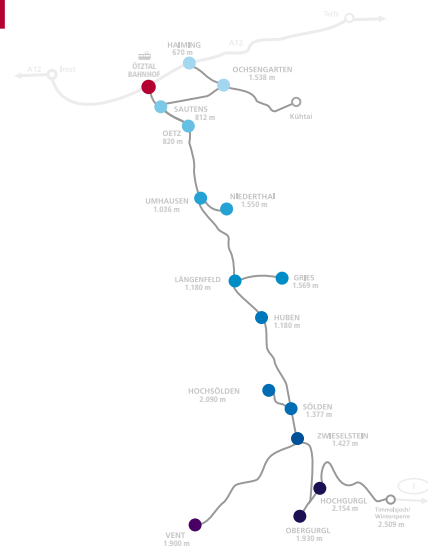 Telfs
HAIMING
670 m
A12
A12
Imst
ÖTZTAL
BAHNHOF
OCHSENGARTEN
1.538 m
SAUTENS
812 m
Kühtai
OETZ
820 m
UMHAUSEN
1.036 m
NIEDERTHAI
1.550 m
LÄNGENFELD
1.180 m
GRIES
1.569 m
HUBEN
1.180 m
HOCHSÖLDEN
2.090 m
SÖLDEN
1.377 m
ZWIESELSTEIN
1.427 m
I
HOCHGURGL
2.154 m
Timmelsjoch/
Wintersperre
2.509 m
OBERGURGL
1.930 m
VENT
1.900 m